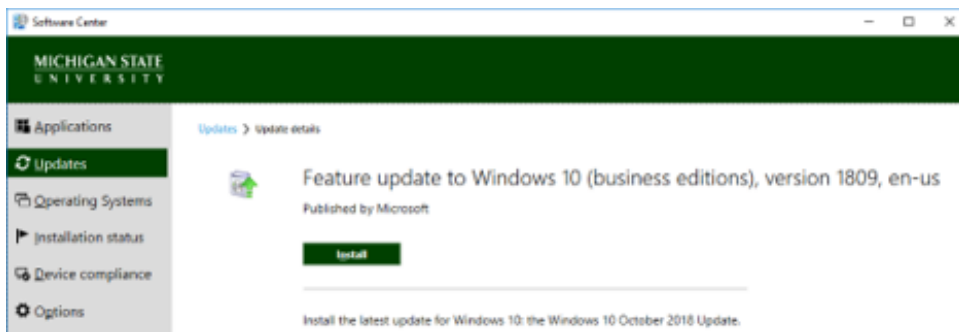 Software Center
MICHIGAN STATE
UNIVERSITY
Applications
Updates
Operating Systems
Installation status
Device compliance
Options
Updates > Update details
Feature update to Windows 10 (business editions), version 1809, en-us
Published by Microsoft
Install
Install the latest update for Windows 10: the Windows 10 October 2018 Update.